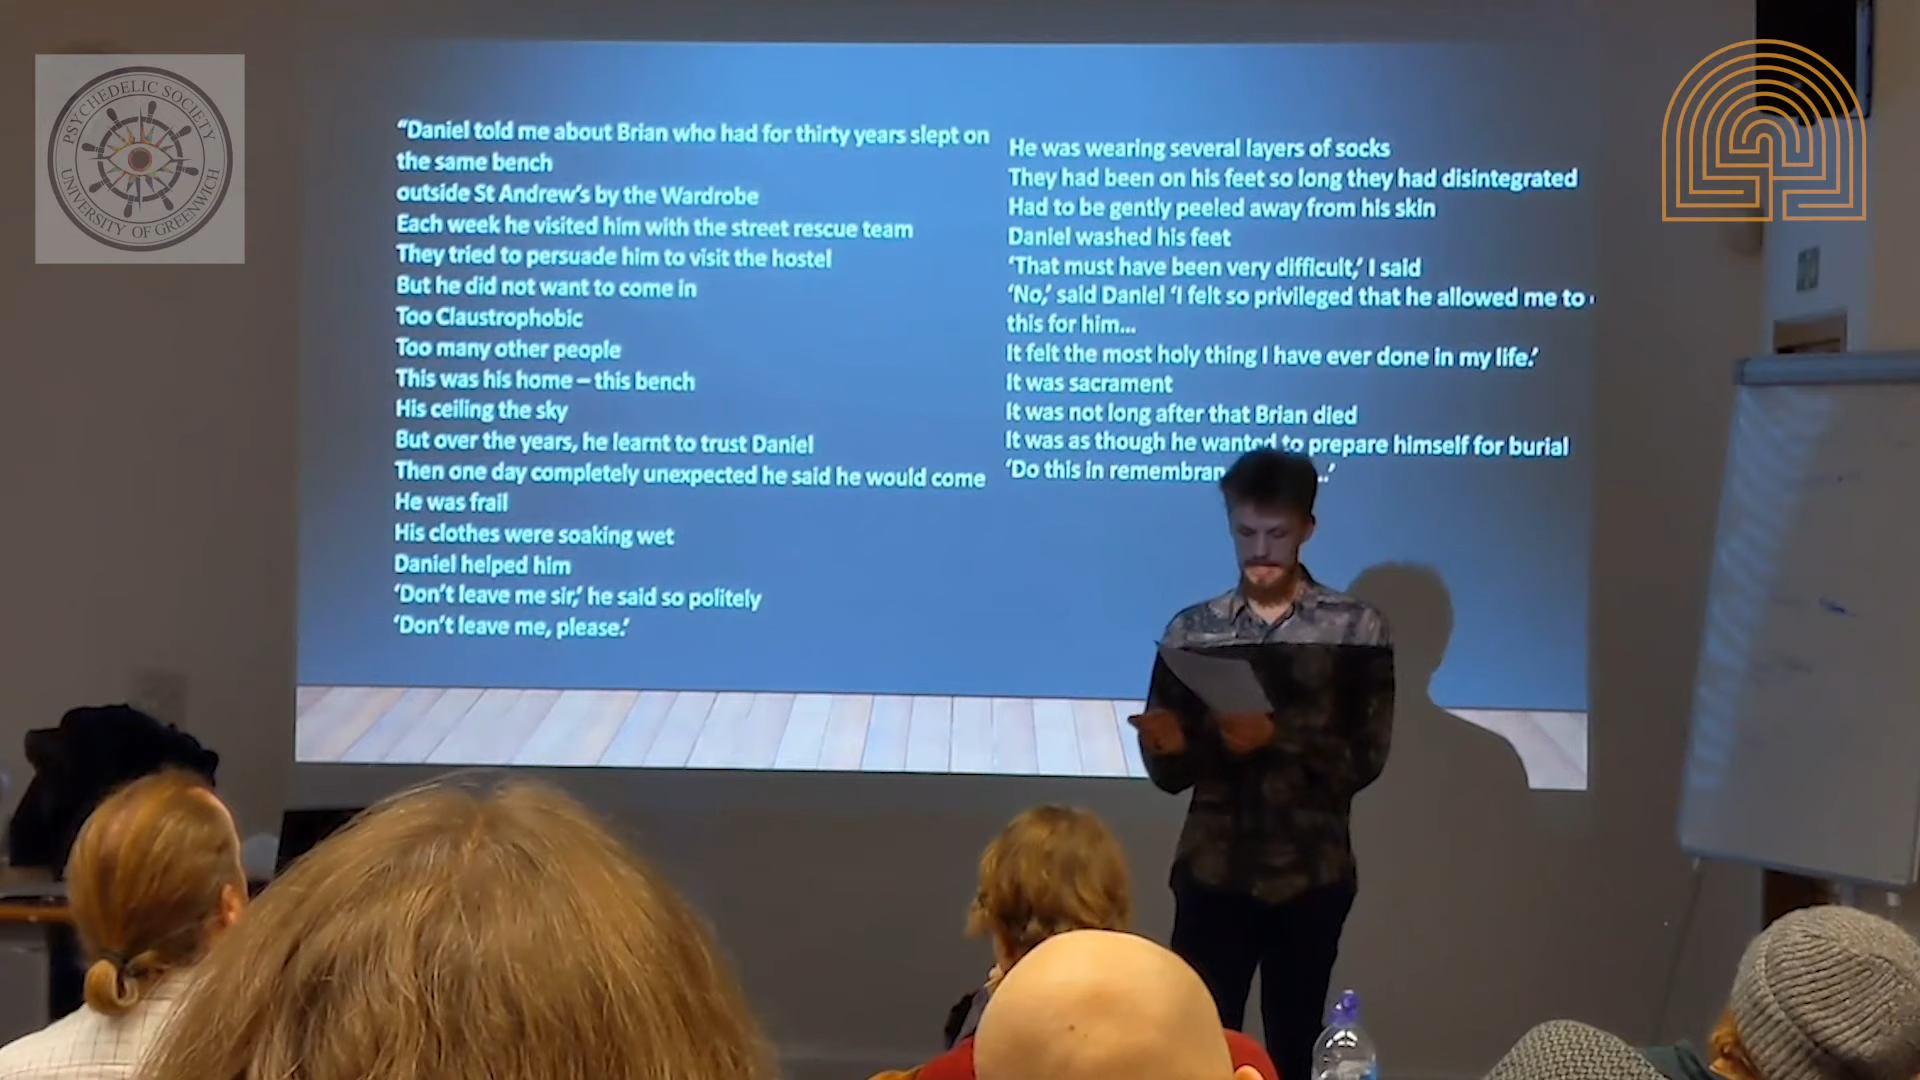 PSYCHEDELIC SOCIETY
UNIVERSITY OF GREENWICH
“Daniel told me about Brian who had for thirty years slept on
the same bench
outside St Andrew’s by the Wardrobe
Each week he visited him with the street rescue team
They tried to persuade him to visit the hostel
But he did not want to come in
Too Claustrophobic
Too many other people
This was his home – this bench
His ceiling the sky
But over the years, he learnt to trust Daniel
Then one day completely unexpected he said he would come
He was frail
His clothes were soaking wet
Daniel helped him
‘Don’t leave me sir,’ he said so politely
‘Don’t leave me, please.’
He was wearing several layers of socks
They had been on his feet so long they had disintegrated
Had to be gently peeled away from his skin
Daniel washed his feet
‘That must have been very difficult,’ I said
‘No,’ said Daniel ‘I felt so privileged that he allowed me to
this for him...
It felt the most holy thing I have ever done in my life.’
It was sacrament
It was not long after that Brian died
It was as though he wanted to prepare himself for burial
‘Do this in